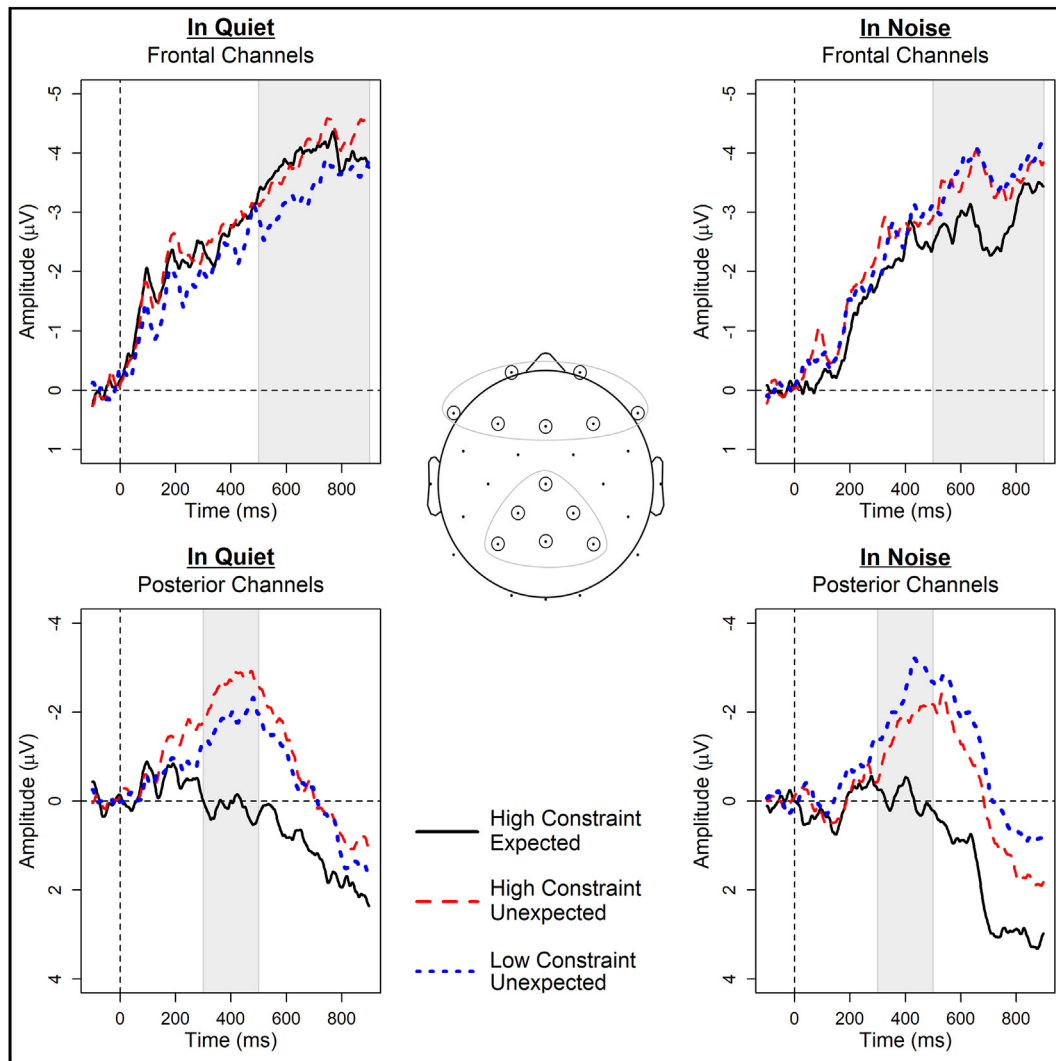 In Quiet
Frontal Channels
-5
-4
-3
-2
-1
0
1
Amplitude (μV)
0 200 400 600 800
Time (ms)
In Noise
Frontal Channels
-5
-4
-3
-2
-1
0
1
Amplitude (μV)
0 200 400 600 800
Time (ms)
In Quiet
Posterior Channels
-4
-2
0
2
4
Amplitude (μV)
0 200 400 600 800
Time (ms)
High Constraint
Expected
High Constraint
Unexpected
Low Constraint
Unexpected
In Noise
Posterior Channels
-4
-2
0
2
4
Amplitude (μV)
0 200 400 600 800
Time (ms)